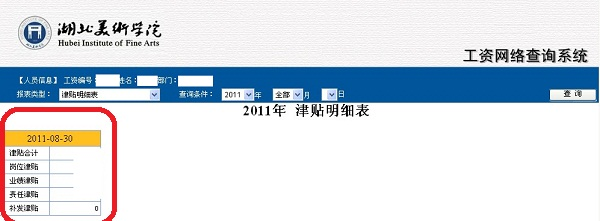 湖北美術学院
Hubei Institute of Fine Arts
工资网络查询系统
【人员信息】 工资编号: 姓名: 部门:
报表类型: 津贴明细表 查询条件: 2011 年 全部 月 日 查 询
2011年 津贴明细表
2011-08-30
津贴合计
岗位津贴
业绩津贴
责任津贴
补发津贴 0